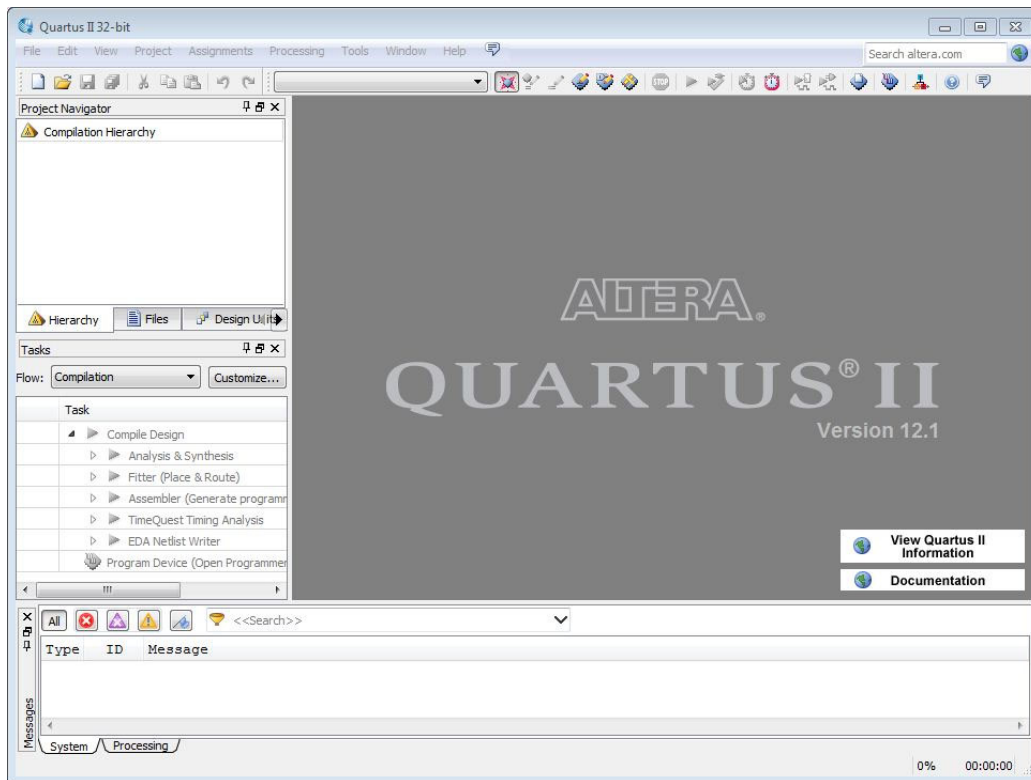 Quartus II 32-bit
File Edit View Project Assignments Processing Tools Window Help
Search altera.com
STOP
Project Navigator
Compilation Hierarchy
Hierarchy Files Design U
Tasks
Flow: Compilation Customize...
Task
Compile Design
Analysis & Synthesis
Fitter (Place & Route)
Assembler (Generate programm
TimeQuest Timing Analysis
EDA Netlist Writer
Program Device (Open Programmer
ALTERA®
QUARTUS® II
Version 12.1
View Quartus II
Information
Documentation
All <<Search>>
Type ID Message
Messages
System Processing
0% 00:00:00